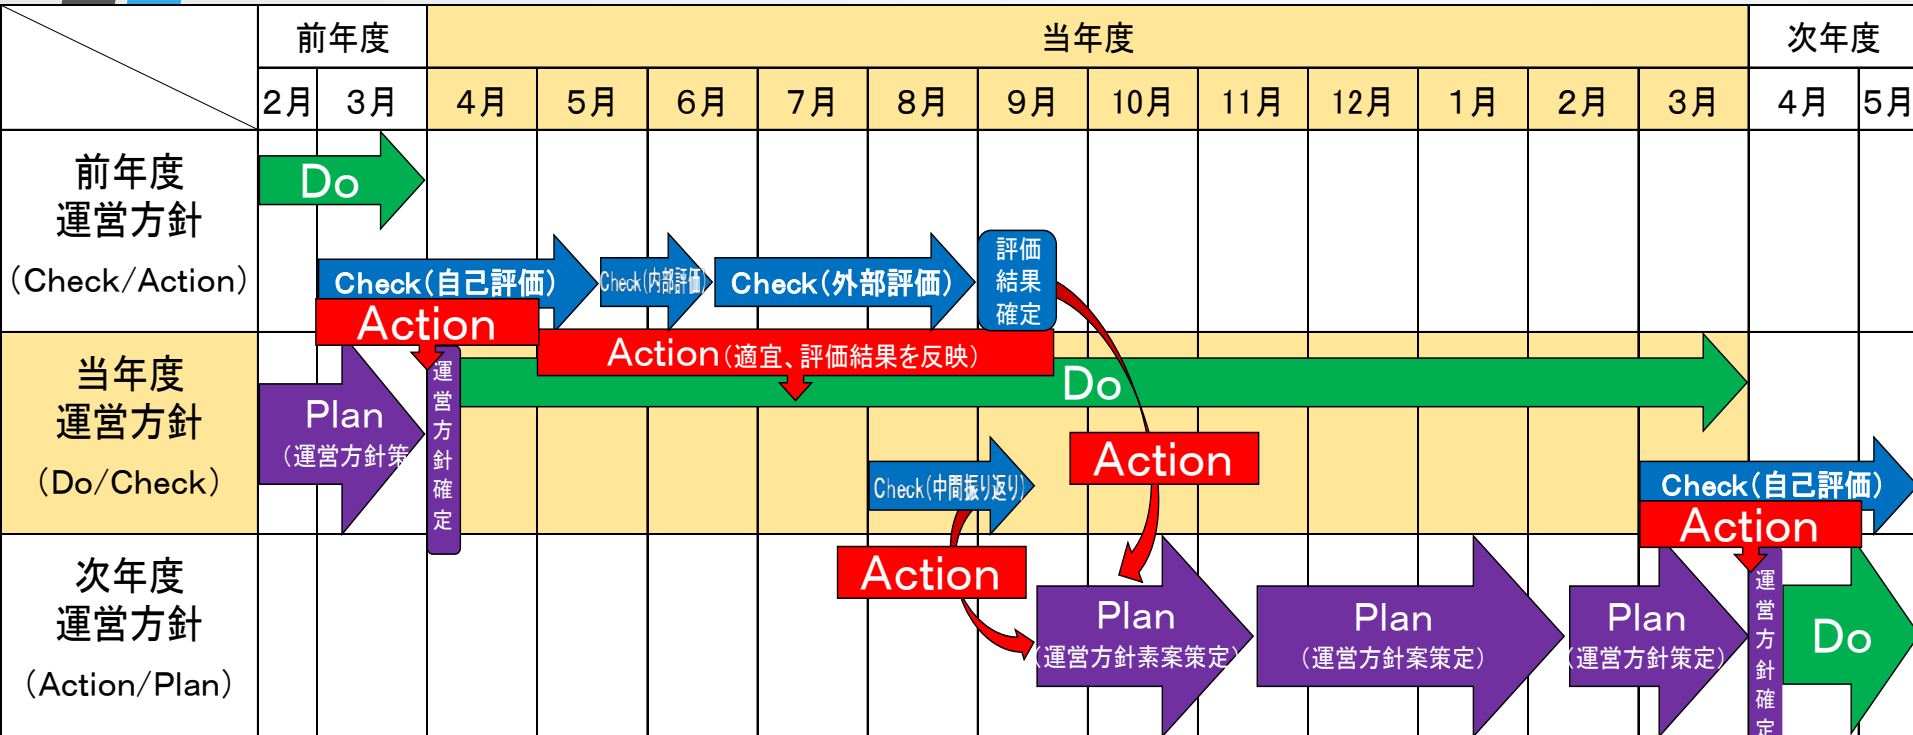 前年度
当年度
次年度
2月
3月
4月
5月
6月
7月
8月
9月
10月
11月
12月
1月
2月
3月
4月
5月
前年度
運営方針
（Check/Action）
Do
Check（自己評価）
Check（内部評価）
Check（外部評価）
評価
結果
確定
Action
Action（適宜、評価結果を反映）
当年度
運営方針
（Do/Check）
Plan
（運営方針策
運営方針確定
Do
Check（中間振り返り）
Action
Check（自己評価）
Action
次年度
運営方針
（Action/Plan）
Action
Plan
（運営方針素案策定）
Plan
（運営方針案策定）
Plan
（運営方針策定）
運営方針確定
Do